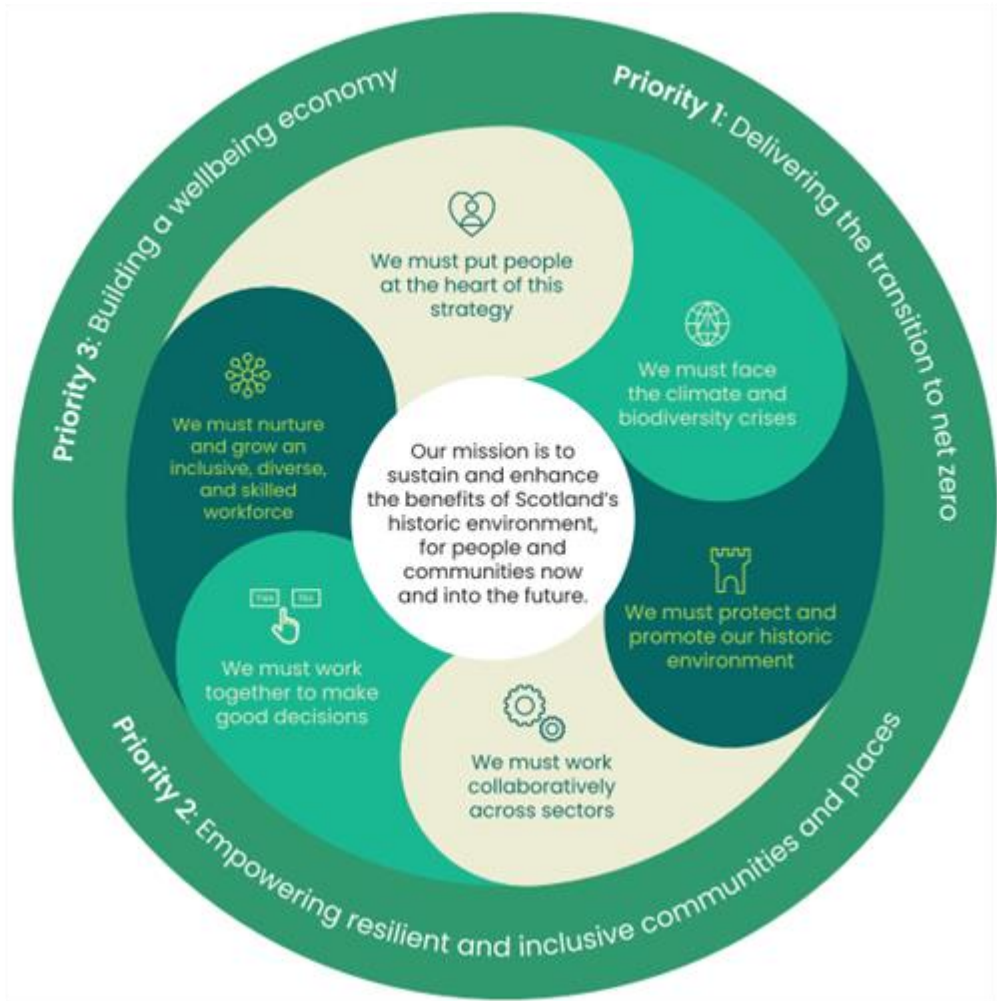 Priority 1: Delivering the transition to net zero
Priority 2: Empowering resilient and inclusive communities and places
Priority 3: Building a wellbeing economy
We must put people
at the heart of this
strategy
We must face
the climate and
biodiversity crises
We must protect and
promote our historic
environment
We must work
collaboratively
across sectors
We must work
together to make
good decisions
We must nurture
and grow an
inclusive, diverse,
and skilled
workforce
Our mission is to
sustain and enhance
the benefits of Scotland's
historic environment,
for people and
communities now
and into the future.